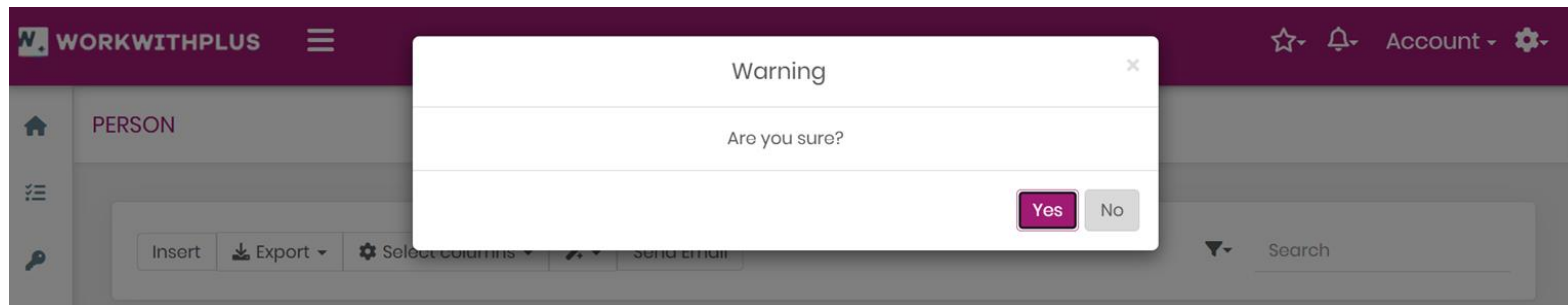 WORKWITHPLUS
Account
Warning
×
PERSON
Are you sure?
Yes No
Insert Export Select columns Send Email Search